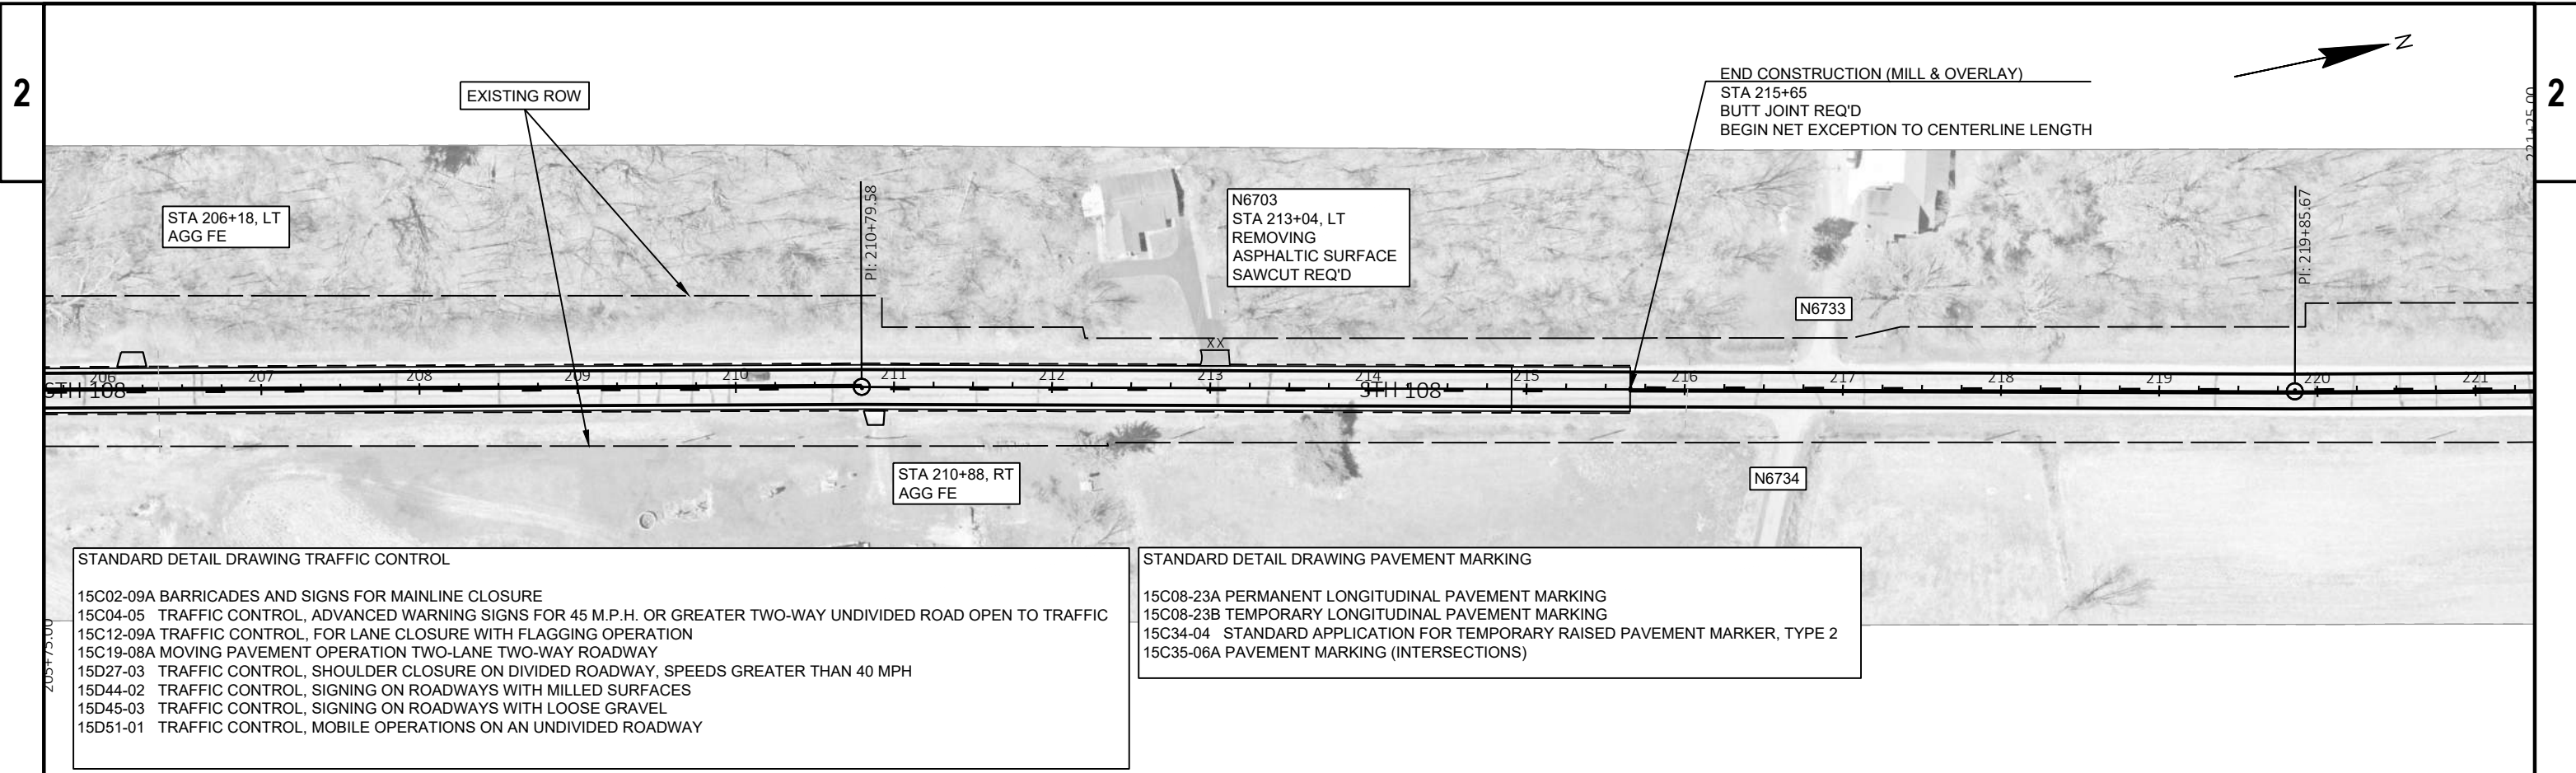 2
2
N
EXISTING ROW
END CONSTRUCTION (MILL & OVERLAY)
STA 215+65
BUTT JOINT REQ'D
BEGIN NET EXCEPTION TO CENTERLINE LENGTH
221+25.00
STA 206+18, LT
AGG FE
PI: 210+79.58
N6703
STA 213+04, LT
REMOVING
ASPHALTIC SURFACE
SAWCUT REQ'D
PI: 219+85.67
N6733
XX
206 207 208 209 210 211 212 213 214 215 216 217 218 219 220 221
STH 108
STH 108
STA 210+88, RT
AGG FE
N6734
205+75.00
STANDARD DETAIL DRAWING TRAFFIC CONTROL
15C02-09A BARRICADES AND SIGNS FOR MAINLINE CLOSURE
15C04-05 TRAFFIC CONTROL, ADVANCED WARNING SIGNS FOR 45 M.P.H. OR GREATER TWO-WAY UNDIVIDED ROAD OPEN TO TRAFFIC
15C12-09A TRAFFIC CONTROL, FOR LANE CLOSURE WITH FLAGGING OPERATION
15C19-08A MOVING PAVEMENT OPERATION TWO-LANE TWO-WAY ROADWAY
15D27-03 TRAFFIC CONTROL, SHOULDER CLOSURE ON DIVIDED ROADWAY, SPEEDS GREATER THAN 40 MPH
15D44-02 TRAFFIC CONTROL, SIGNING ON ROADWAYS WITH MILLED SURFACES
15D45-03 TRAFFIC CONTROL, SIGNING ON ROADWAYS WITH LOOSE GRAVEL
15D51-01 TRAFFIC CONTROL, MOBILE OPERATIONS ON AN UNDIVIDED ROADWAY
STANDARD DETAIL DRAWING PAVEMENT MARKING
15C08-23A PERMANENT LONGITUDINAL PAVEMENT MARKING
15C08-23B TEMPORARY LONGITUDINAL PAVEMENT MARKING
15C34-04 STANDARD APPLICATION FOR TEMPORARY RAISED PAVEMENT MARKER, TYPE 2
15C35-06A PAVEMENT MARKING (INTERSECTIONS)